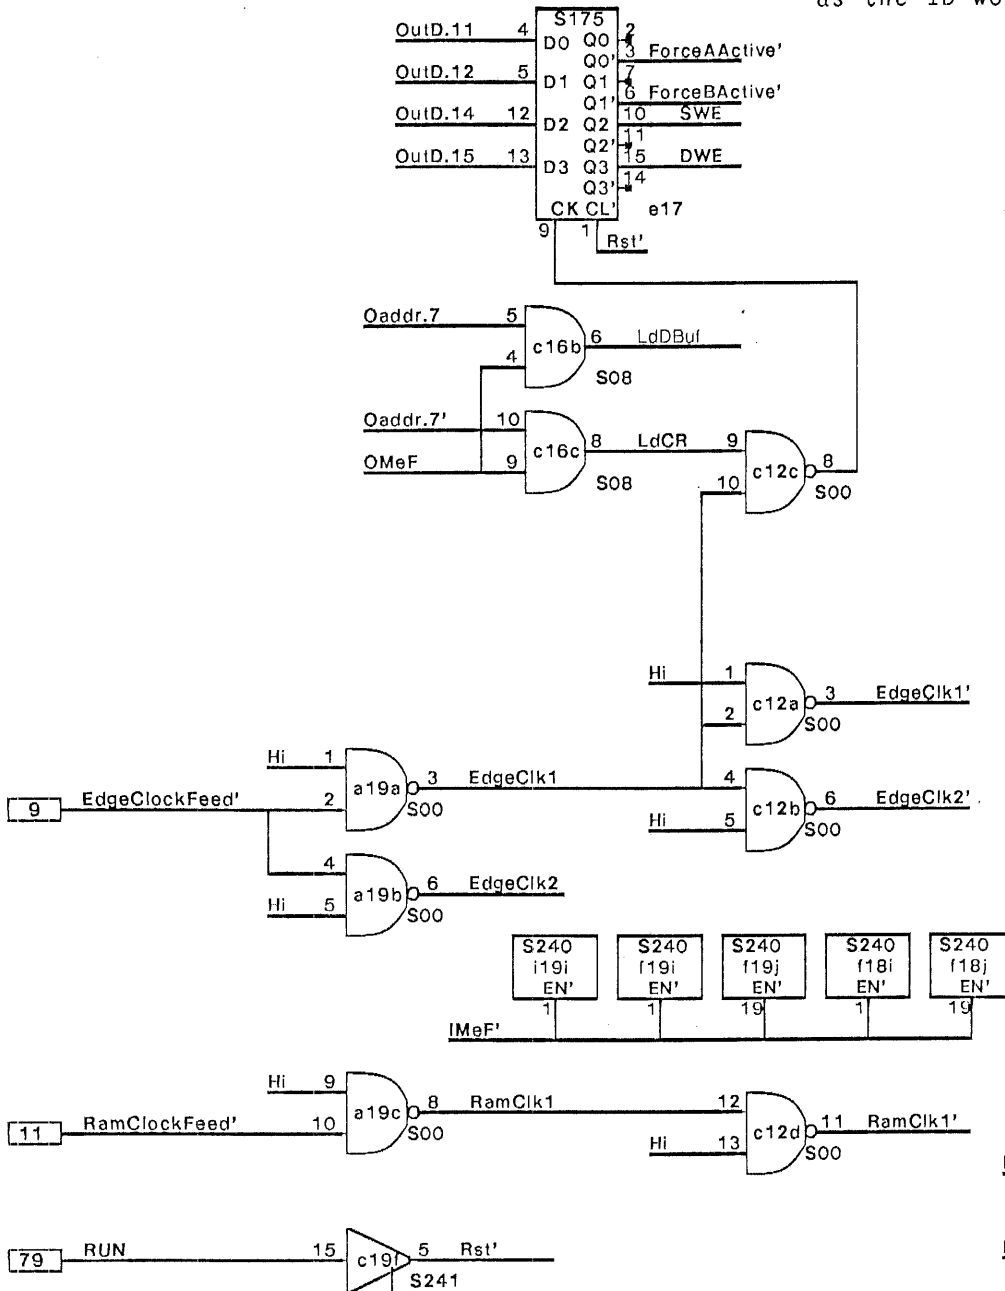 as the ID wo
S175
OutD.11 4 D0 Q0 2
Q0' 3 ForceAActive'
OutD.12 5 D1 Q1 7
Q1' 6 ForceBActive'
OutD.14 12 D2 Q2 10 SWE
Q2' 11
OutD.15 13 D3 Q3 15 DWE
Q3' 14
CK CL' e17
9 1 Rst'
Oaddr.7 5 c16b 6 LdDBuf
4 S08
Oaddr.7' 10 c16c 8 LdCR 9 c12c 8
OMeF 9 S08 10 S00
Hi 1 c12a 3 EdgeClk1'
2 S00
Hi 1 a19a 3 EdgeClk1 4 c12b 6 EdgeClk2'
9 EdgeClockFeed' 2 S00 Hi 5 S00
4 a19b 6 EdgeClk2
Hi 5 S00
S240 S240 S240 S240 S240
i19i f19i f19j f18i f18j
EN' EN' EN' EN' EN'
1 1 19 1 19
IMeF'
Hi 9 a19c 8 RamClk1 12 c12d 11 RamClk1'
11 RamClockFeed' 10 S00 Hi 13 S00
79 RUN 15 c19f 5 Rst'
S241